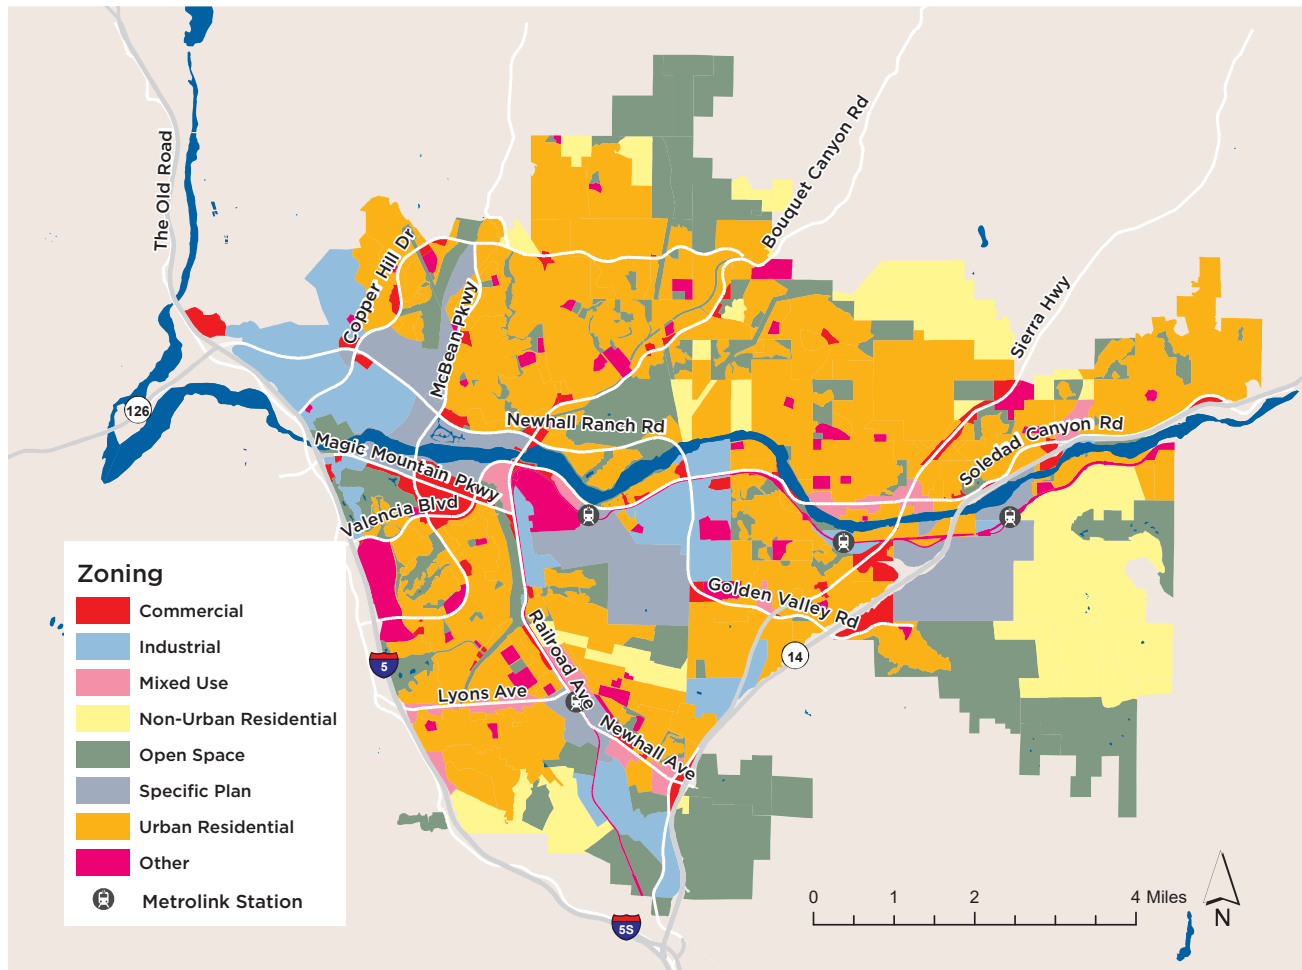 The Old Road
Bouquet Canyon Rd
Copper Hill Dr
McBean Pkwy
Sierra Hwy
126
Newhall Ranch Rd
Soledad Canyon Rd
Magic Mountain Pkwy
Valencia Blvd
Golden Valley Rd
Railroad Ave
14
5
Lyons Ave
Newhall Ave
5S
Zoning
Commercial
Industrial
Mixed Use
Non-Urban Residential
Open Space
Specific Plan
Urban Residential
Other
Metrolink Station
0 1 2 4 Miles
N